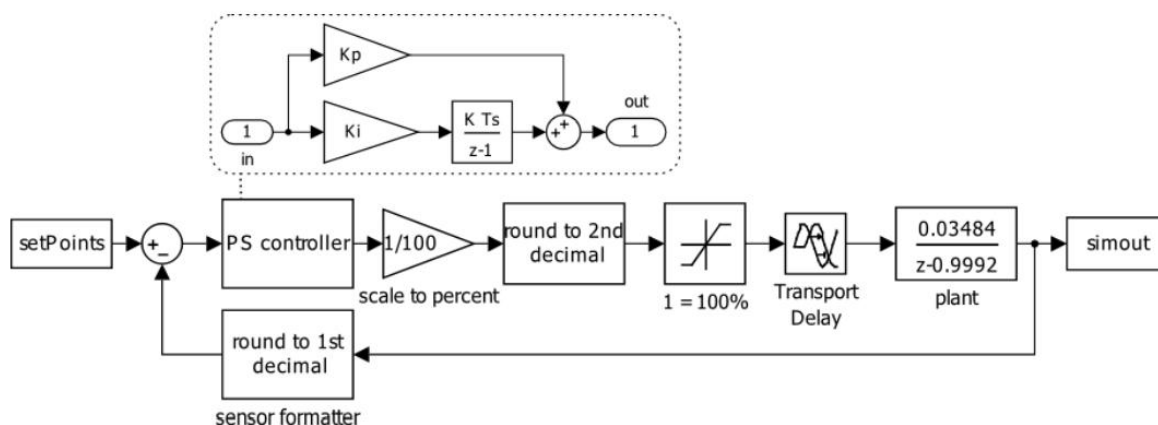 Kp
out
1
Ki
K Ts
z-1
+
+
1
in
setPoints
+
−
PS controller
1/100
round to 2nd
decimal
0.03484
z-0.9992
simout
scale to percent
1 = 100%
Transport
Delay
plant
round to 1st
decimal
sensor formatter